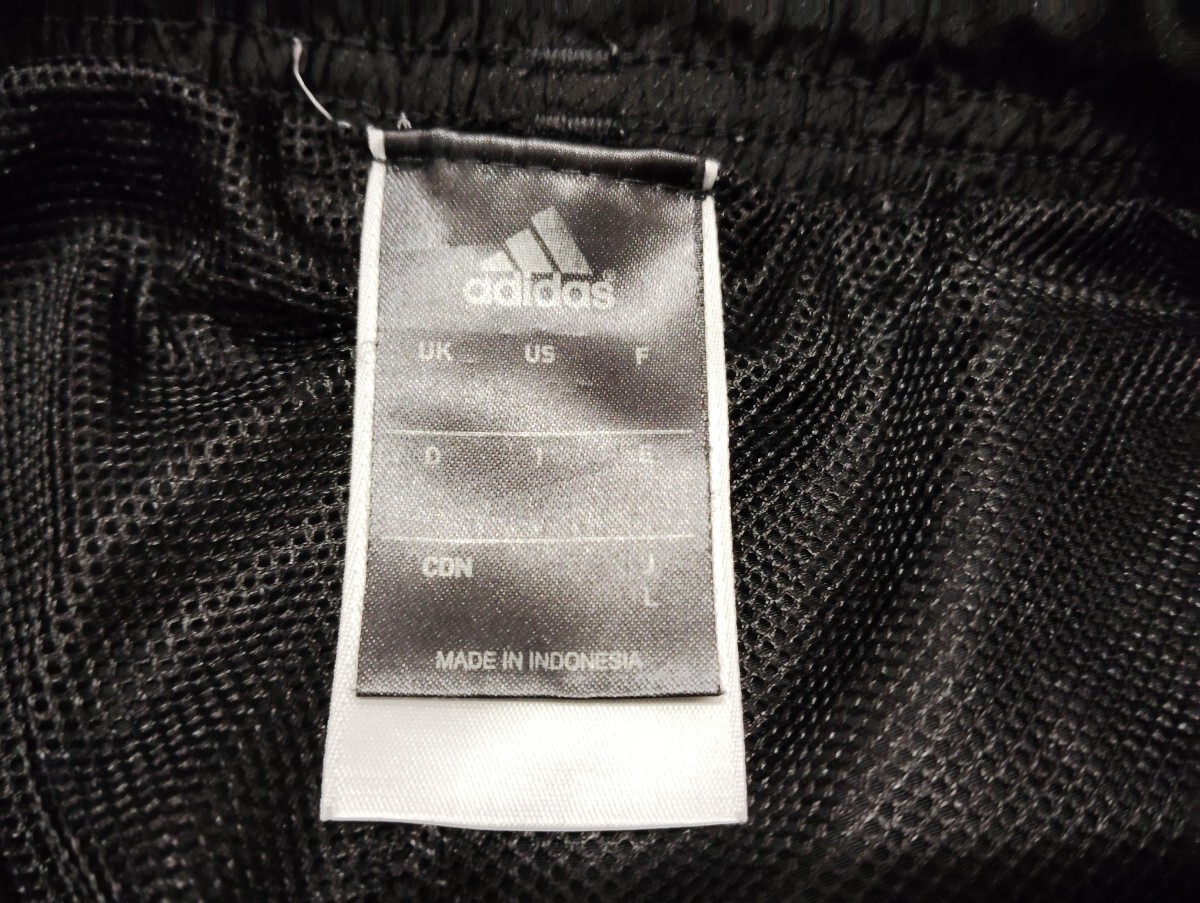 adidas®
UK US F
D I E
CDN J
L
MADE IN INDONESIA